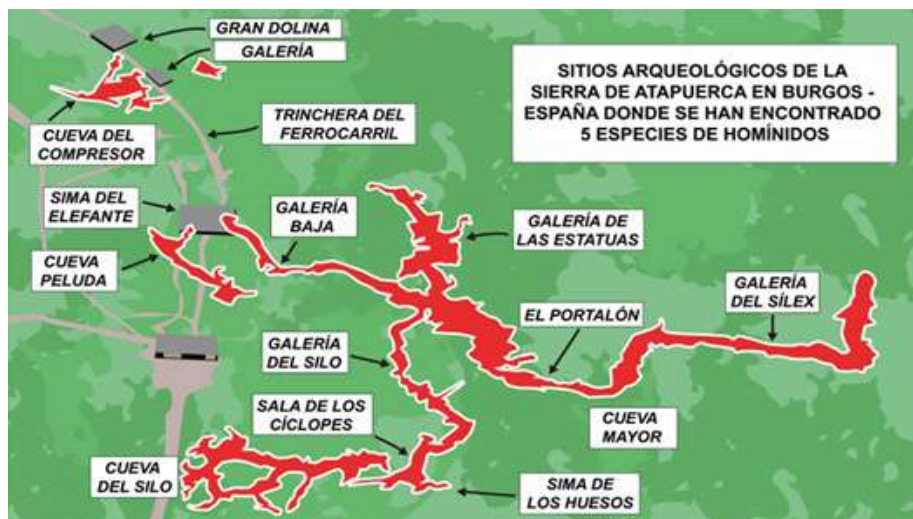 GRAN DOLINA
GALERÍA
SITIOS ARQUEOLÓGICOS DE LA
SIERRA DE ATAPUERCA EN BURGOS -
ESPAÑA DONDE SE HAN ENCONTRADO
5 ESPECIES DE HOMÍNIDOS
TRINCHERA DEL
FERROCARRIL
CUEVA DEL
COMPRESOR
SIMA DEL
ELEFANTE
GALERÍA
BAJA
GALERÍA DE
LAS ESTATUAS
CUEVA
PELUDA
GALERÍA
DEL SÍLEX
EL PORTALÓN
GALERÍA
DEL SILO
SALA DE LOS
CÍCLOPES
CUEVA
MAYOR
CUEVA
DEL SILO
SIMA DE
LOS HUESOS